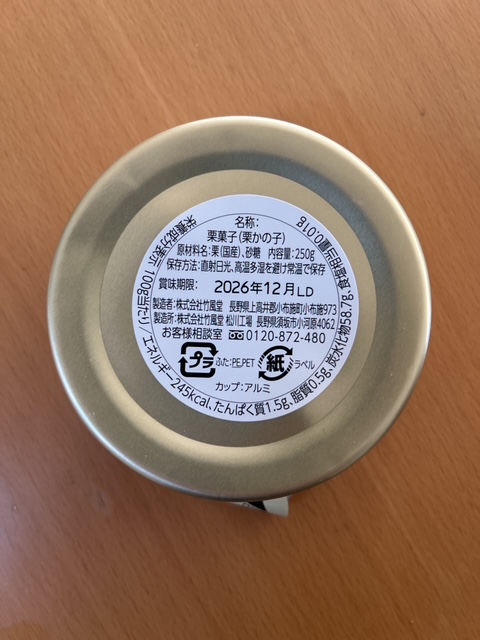 名称:
栗菓子(栗かの子)
原材料名:栗(国産)、砂糖 内容量:250g
保存方法:直射日光、高温多湿を避け常温で保存
賞味期限: 2026年12月LD
製造者:株式会社竹風堂 長野県上高井郡小布施町小布施973
製造所:株式会社竹風堂 松川工場 長野県須坂市小河原4062
お客様相談室 0120-872-480
プラ ふた:PE,PET 紙 ラベル
カップ:アルミ
栄養成分表示 100g当たり/エネルギー245kcal、たんぱく質1.5g、脂質0.5g、炭水化物58.7g、食塩相当量0.01g